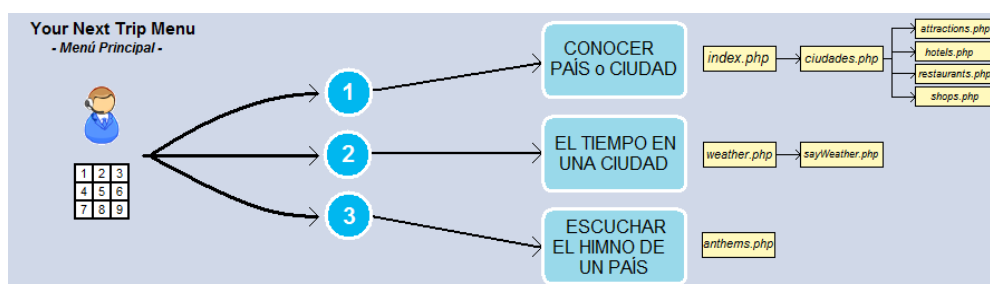 Your Next Trip Menu
- Menú Principal -
1 2 3
4 5 6
7 8 9
1
CONOCER
PAÍS o CIUDAD
index.php
ciudades.php
attractions.php
hotels.php
restaurants.php
shops.php
2
EL TIEMPO EN
UNA CIUDAD
weather.php
sayWeather.php
3
ESCUCHAR
EL HIMNO DE
UN PAÍS
anthems.php